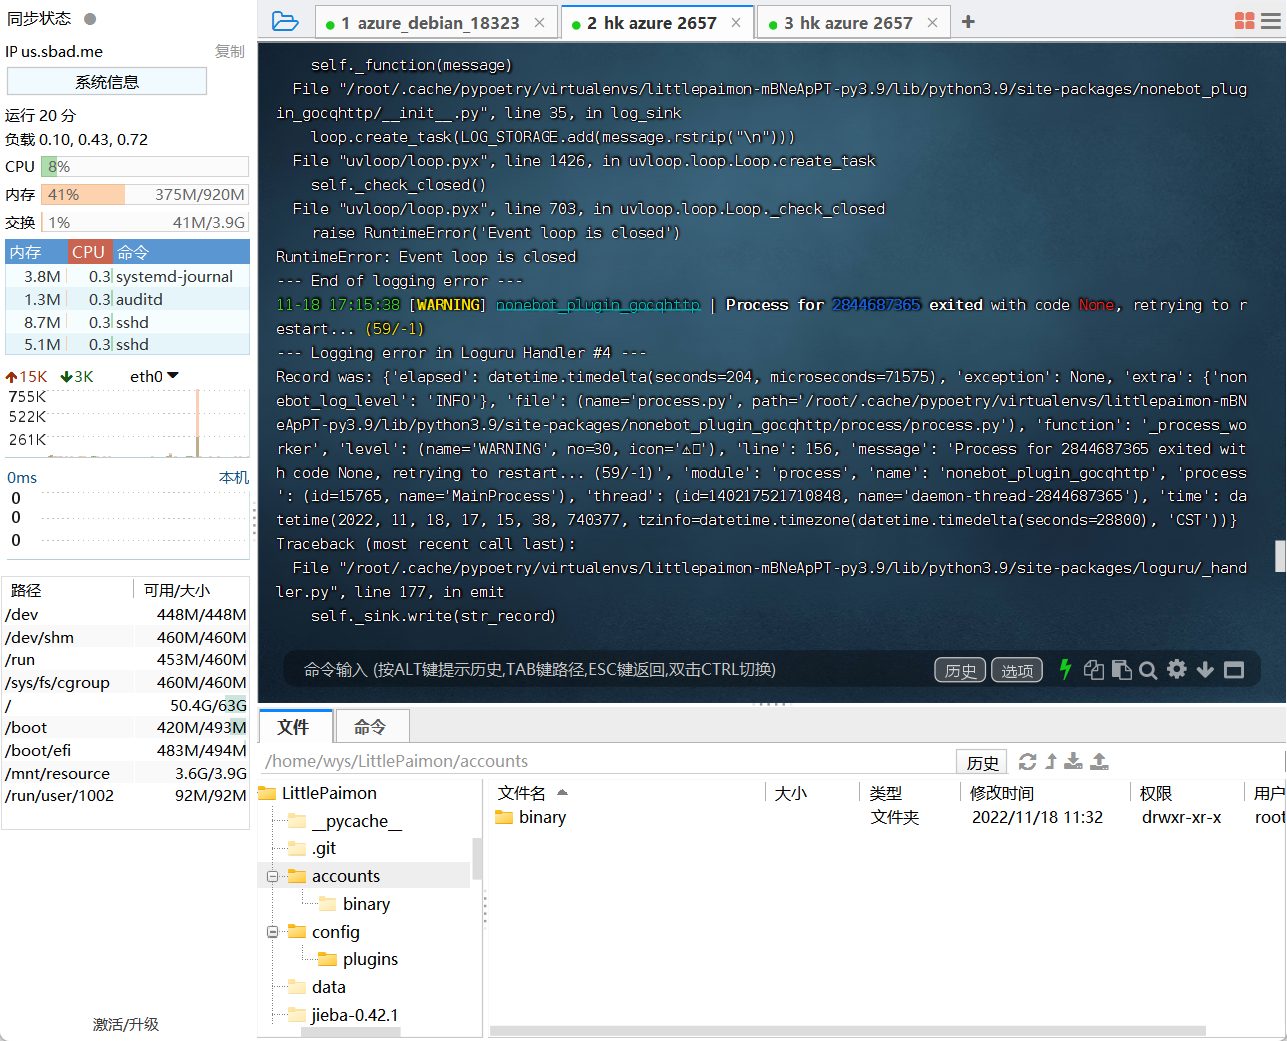 同步状态
IP us.sbad.me 复制
系统信息
运行 20 分
负载 0.10, 0.43, 0.72
CPU 8%
内存 41% 375M/920M
交换 1% 41M/3.9G
内存 CPU 命令
3.8M 0.3 systemd-journal
1.3M 0.3 auditd
8.7M 0.3 sshd
5.1M 0.3 sshd
15K 3K eth0
755K
522K
261K
0ms 本机
0
0
0
路径 可用/大小
/dev 448M/448M
/dev/shm 460M/460M
/run 453M/460M
/sys/fs/cgroup 460M/460M
/ 50.4G/63G
/boot 420M/493M
/boot/efi 483M/494M
/mnt/resource 3.6G/3.9G
/run/user/1002 92M/92M
激活/升级
1 azure_debian_18323 × 2 hk azure 2657 × 3 hk azure 2657 × +
self._function(message)
File "/root/.cache/pypoetry/virtualenvs/littlepaimon-mBNeApPT-py3.9/lib/python3.9/site-packages/nonebot_plug
in_gocqhttp/__init__.py", line 35, in log_sink
loop.create_task(LOG_STORAGE.add(message.rstrip("\n")))
File "uvloop/loop.pyx", line 1426, in uvloop.loop.Loop.create_task
self._check_closed()
File "uvloop/loop.pyx", line 703, in uvloop.loop.Loop._check_closed
raise RuntimeError('Event loop is closed')
RuntimeError: Event loop is closed
--- End of logging error ---
11-18 17:15:38 [WARNING] nonebot_plugin_gocqhttp | Process for 2844687365 exited with code None, retrying to r
estart... (59/-1)
--- Logging error in Loguru Handler #4 ---
Record was: {'elapsed': datetime.timedelta(seconds=204, microseconds=71575), 'exception': None, 'extra': {'non
ebot_log_level': 'INFO'}, 'file': (name='process.py', path='/root/.cache/pypoetry/virtualenvs/littlepaimon-mBN
eApPT-py3.9/lib/python3.9/site-packages/nonebot_plugin_gocqhttp/process/process.py'), 'function': '_process_wo
rker', 'level': (name='WARNING', no=30, icon='⚠️'), 'line': 156, 'message': 'Process for 2844687365 exited wit
h code None, retrying to restart... (59/-1)', 'module': 'process', 'name': 'nonebot_plugin_gocqhttp', 'process
': (id=15765, name='MainProcess'), 'thread': (id=140217521710848, name='daemon-thread-2844687365'), 'time': da
tetime(2022, 11, 18, 17, 15, 38, 740377, tzinfo=datetime.timezone(datetime.timedelta(seconds=28800), 'CST'))}
Traceback (most recent call last):
File "/root/.cache/pypoetry/virtualenvs/littlepaimon-mBNeApPT-py3.9/lib/python3.9/site-packages/loguru/_hand
ler.py", line 177, in emit
self._sink.write(str_record)
命令输入 (按ALT键提示历史,TAB键路径,ESC键返回,双击CTRL切换) 历史 选项
文件 命令
/home/wys/LittlePaimon/accounts 历史
LittlePaimon
__pycache__
.git
accounts
binary
config
plugins
data
jieba-0.42.1
文件名 大小 类型 修改时间 权限 用户
binary 文件夹 2022/11/18 11:32 drwxr-xr-x root